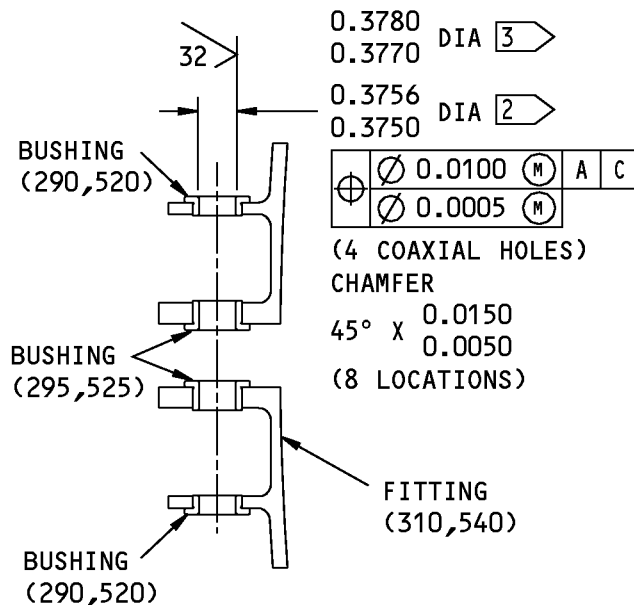 0.3780
0.3770 DIA 3
32
0.3756
0.3750 DIA 2
BUSHING
(290,520)
⌖ ⌀ 0.0100 Ⓜ A C
⌀ 0.0005 Ⓜ
(4 COAXIAL HOLES)
CHAMFER
45° X 0.0150
0.0050
(8 LOCATIONS)
BUSHING
(295,525)
FITTING
(310,540)
BUSHING
(290,520)